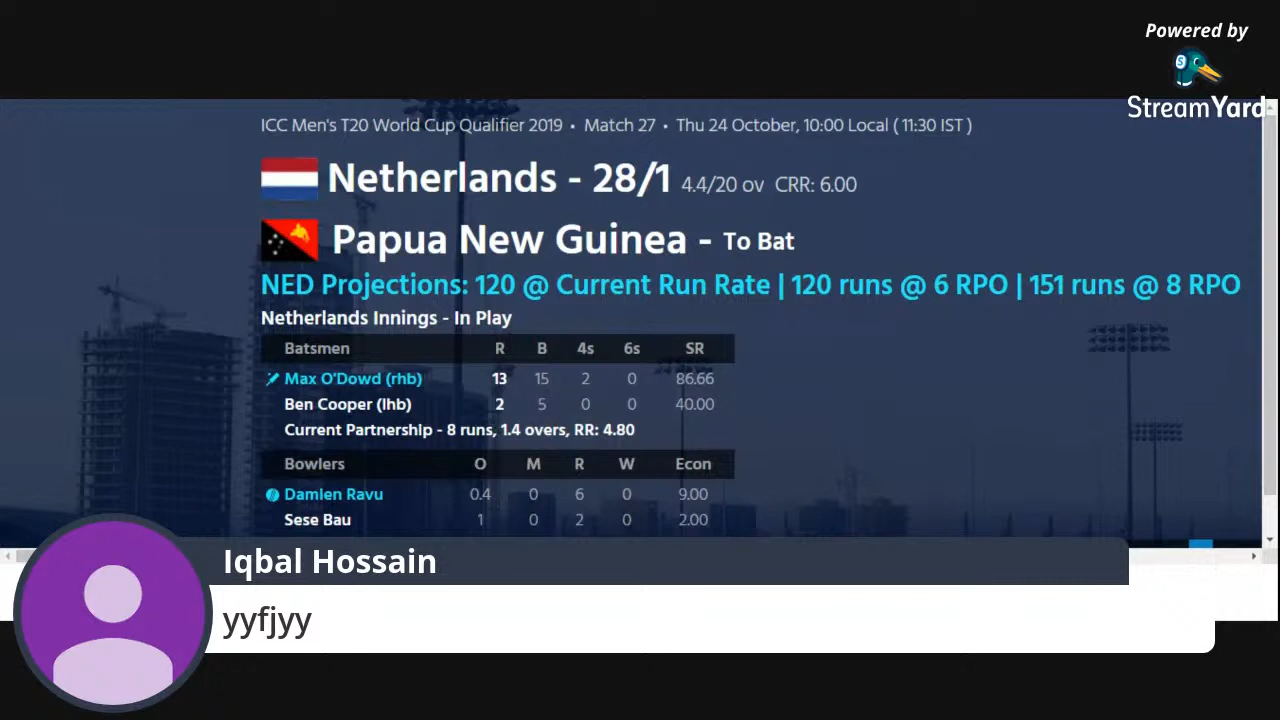 Powered by
StreamYard
ICC Men's T20 World Cup Qualifier 2019 • Match 27 • Thu 24 October, 10:00 Local ( 11:30 IST )
Netherlands - 28/1 4.4/20 ov CRR: 6.00
Papua New Guinea - To Bat
NED Projections: 120 @ Current Run Rate | 120 runs @ 6 RPO | 151 runs @ 8 RPO
Netherlands Innings - In Play
Batsmen R B 4s 6s SR
Max O'Dowd (rhb) 13 15 2 0 86.66
Ben Cooper (lhb) 2 5 0 0 40.00
Current Partnership - 8 runs, 1.4 overs, RR: 4.80
Bowlers O M R W Econ
Damien Ravu 0.4 0 6 0 9.00
Sese Bau 1 0 2 0 2.00
Iqbal Hossain
yyfjyy